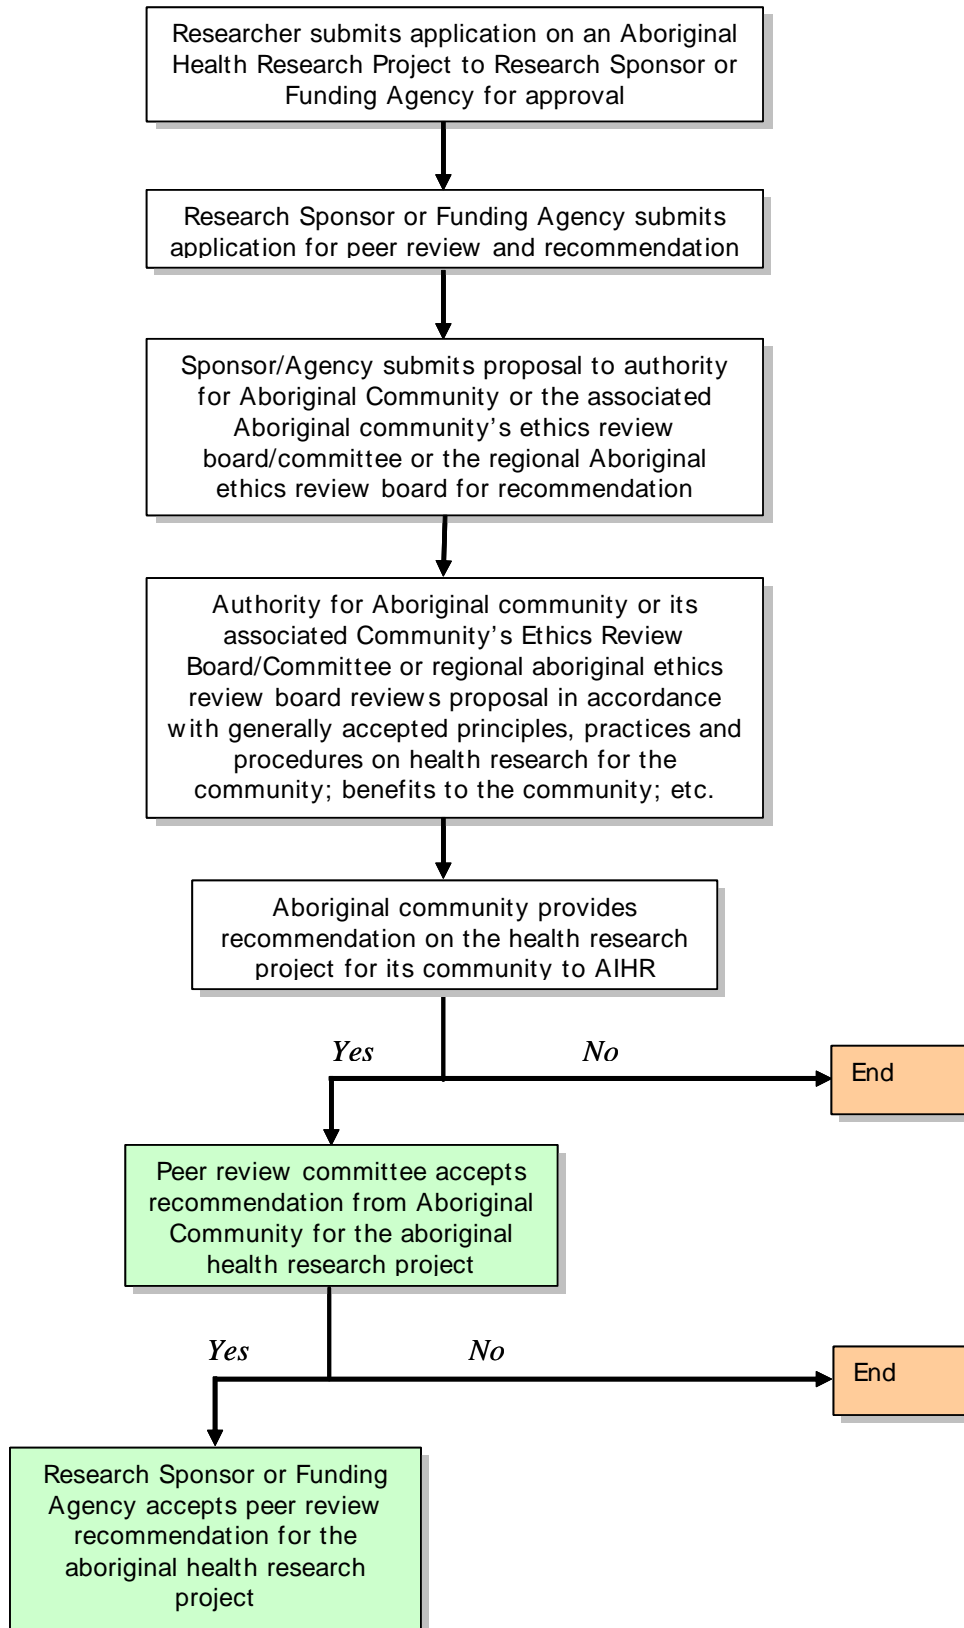 Researcher submits application on an Aboriginal
Health Research Project to Research Sponsor or
Funding Agency for approval
Research Sponsor or Funding Agency submits
application for peer review and recommendation
Sponsor/Agency submits proposal to authority
for Aboriginal Community or the associated
Aboriginal community’s ethics review
board/committee or the regional Aboriginal
ethics review board for recommendation
Authority for Aboriginal community or its
associated Community’s Ethics Review
Board/Committee or regional aboriginal ethics
review board reviews proposal in accordance
with generally accepted principles, practices and
procedures on health research for the
community; benefits to the community; etc.
Aboriginal community provides
recommendation on the health research
project for its community to AIHR
Yes No
End
Peer review committee accepts
recommendation from Aboriginal
Community for the aboriginal
health research project
Yes No
End
Research Sponsor or Funding
Agency accepts peer review
recommendation for the
aboriginal health research
project